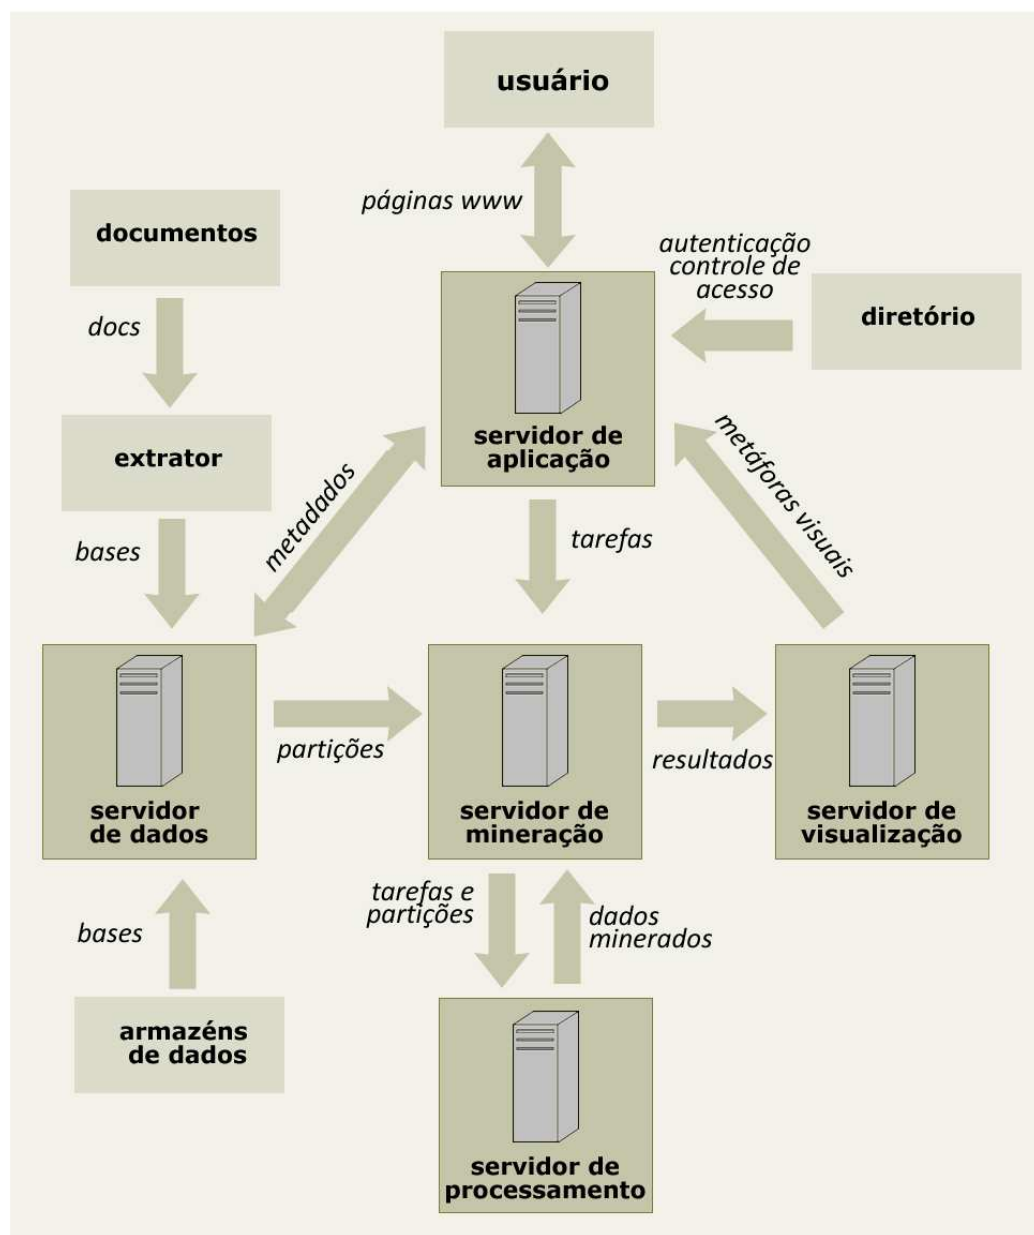 usuário
páginas www
documentos
autenticação
controle de
acesso
diretório
docs
servidor de
aplicação
extrator
metadados
metáforas visuais
bases
tarefas
servidor
de dados
partições
servidor de
mineração
resultados
servidor de
visualização
bases
tarefas e
partições
dados
minerados
armazéns
de dados
servidor de
processamento